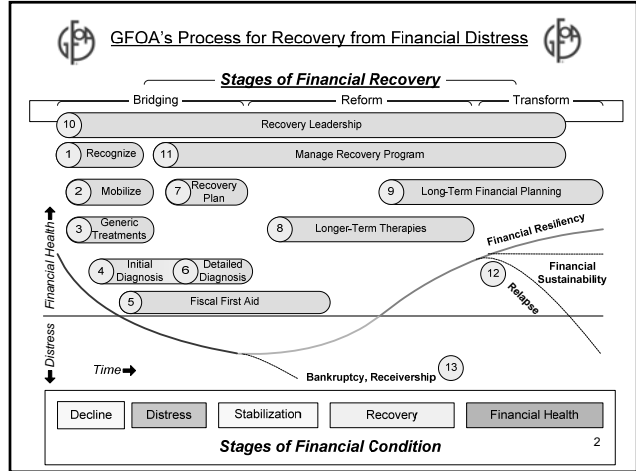 GFOA
GFOA's Process for Recovery from Financial Distress
GFOA
Stages of Financial Recovery
Bridging Reform Transform
10 Recovery Leadership
1 Recognize 11 Manage Recovery Program
2 Mobilize 7 Recovery Plan 9 Long-Term Financial Planning
3 Generic Treatments 8 Longer-Term Therapies
Financial Resiliency
4 Initial Diagnosis 6 Detailed Diagnosis
12 Financial Sustainability
Relapse
5 Fiscal First Aid
Financial Health
Distress
Time
Bankruptcy, Receivership 13
Decline Distress Stabilization Recovery Financial Health
Stages of Financial Condition
2